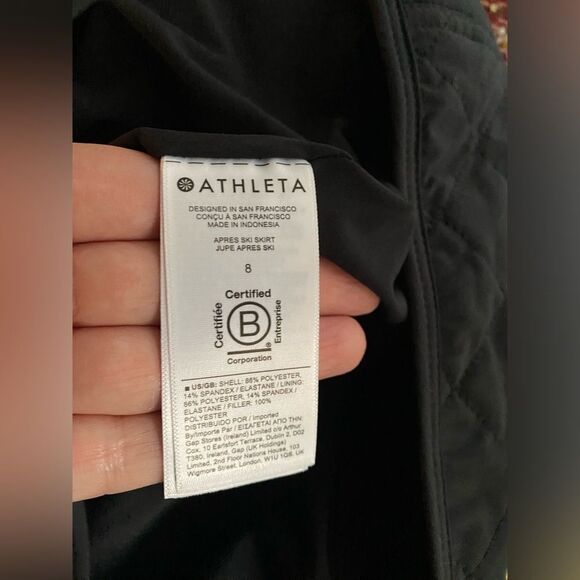 ATHLETA
DESIGNED IN SAN FRANCISCO
CONÇU À SAN FRANCISCO
MADE IN INDONESIA
APRES SKI SKIRT
JUPE APRES SKI
8
Certified
Certifiée
B
®
Entreprise
Corporation
■ US/GB: SHELL: 86% POLYESTER,
14% SPANDEX / ELASTANE / LINING:
86% POLYESTER, 14% SPANDEX /
ELASTANE / FILLER: 100%
POLYESTER
DISTRIBUIDO POR / Imported
By/Importe Par / ΕΙΣΑΓΕΤΑΙ ΑΠΟ ΤΗΝ:
Gap Stores (Ireland) Limited c/o Arthur
Cox, 10 Earlsfort Terrace, Dublin 2, D02
T380, Ireland, Gap (UK Holdings)
Limited, 2nd Floor Nations House, 103
Wigmore Street, London, W1U 1QS, UK